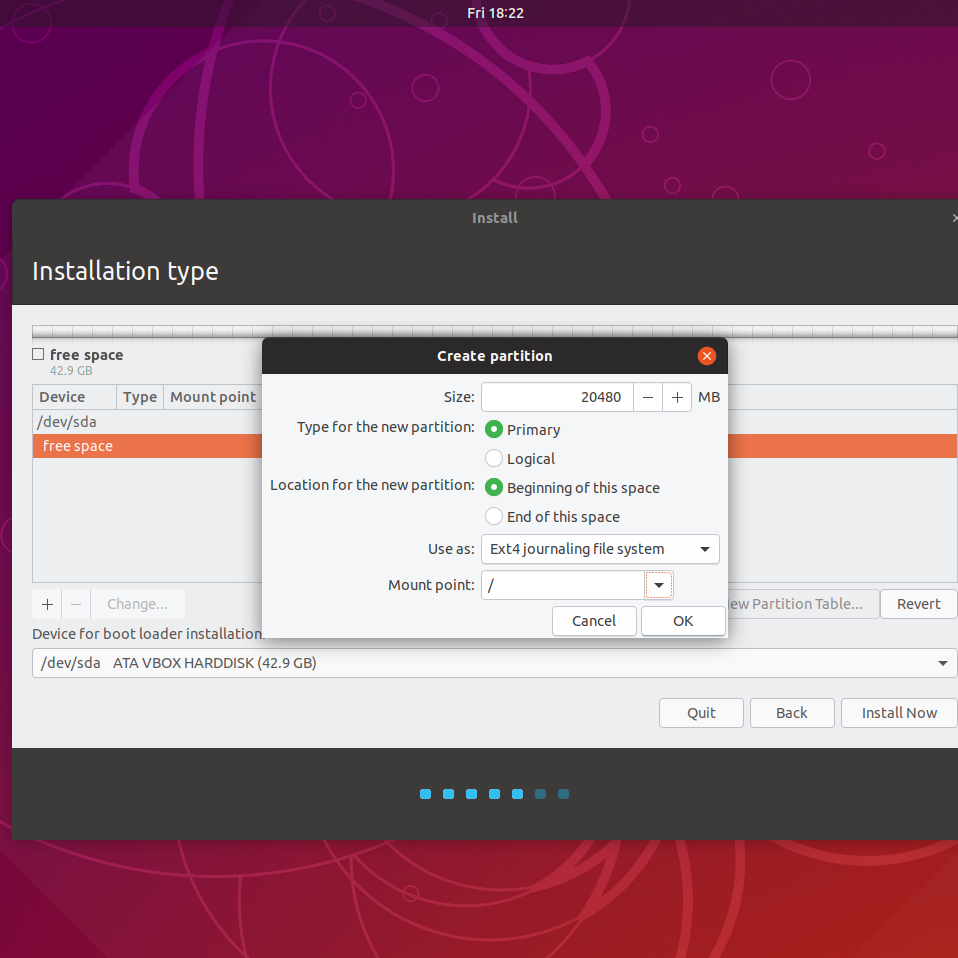 Fri 18:22
Install
Installation type
free space
42.9 GB
Device Type Mount point
/dev/sda
free space
Create partition
Size: 20480 MB
Type for the new partition: Primary
Logical
Location for the new partition: Beginning of this space
End of this space
Use as: Ext4 journaling file system
Mount point: /
Cancel OK
+ − Change... Partition Table... Revert
Device for boot loader installation:
/dev/sda ATA VBOX HARDDISK (42.9 GB)
Quit Back Install Now